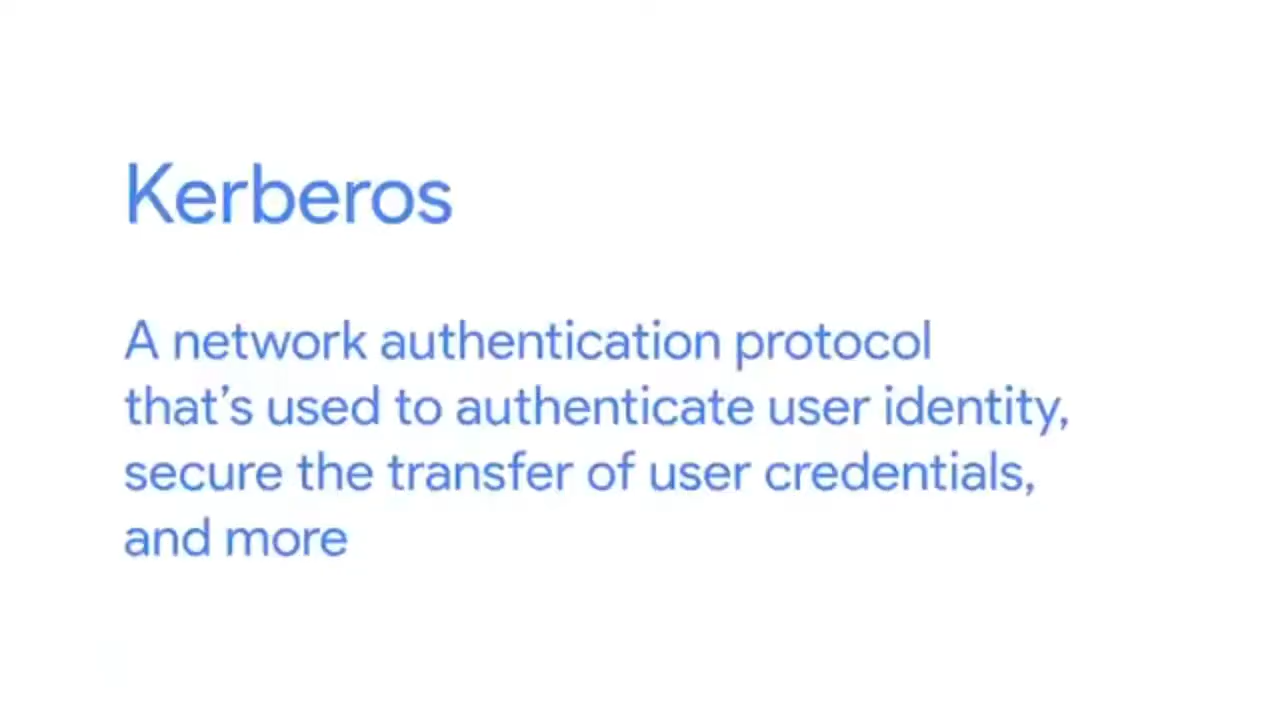 Kerberos
A network authentication protocol
that’s used to authenticate user identity,
secure the transfer of user credentials,
and more